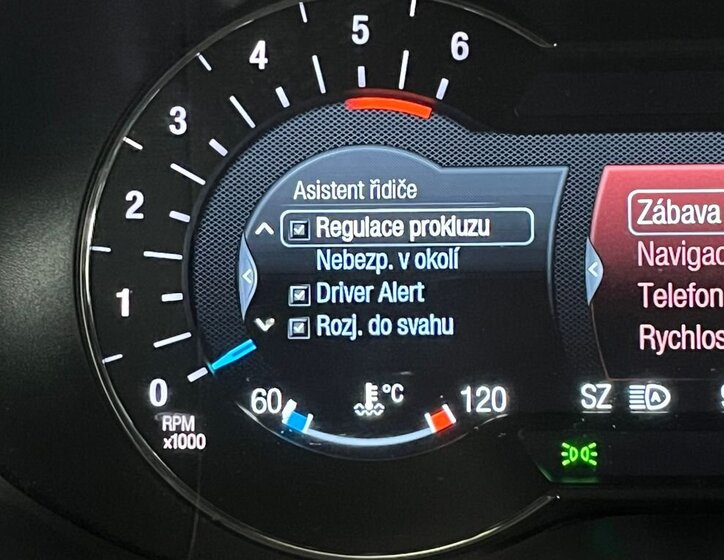 5
6
4
3
2
1
0
RPM
x1000
Asistent řidiče
Regulace prokluzu
Nebezp. v okolí
Driver Alert
Rozj. do svahu
60
°C
120
Zábava
Navigac
Telefon
Rychlos
SZ